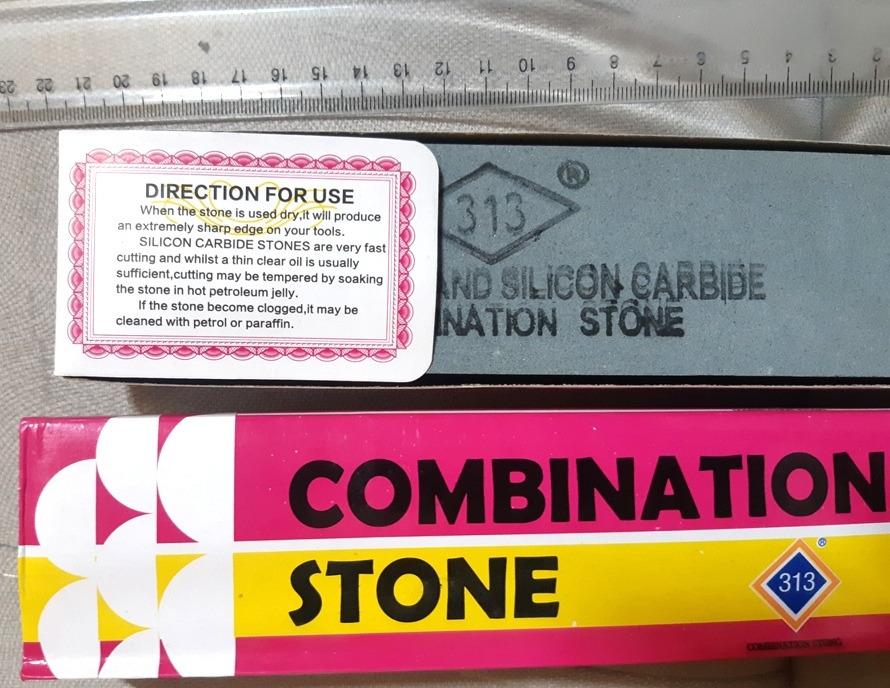 23 22 21 20 19 18 17 16 15 14 13 12 11 10 9 8 7 6 5 4 3 2
DIRECTION FOR USE
When the stone is used dry,it will produce
an extremely sharp edge on your tools.
SILICON CARBIDE STONES are very fast
cutting and whilst a thin clear oil is usually
sufficient,cutting may be tempered by soaking
the stone in hot petroleum jelly.
If the stone become clogged,it may be
cleaned with petrol or paraffin.
313 ®
AND SILICON CARBIDE
INATION STONE
COMBINATION
STONE
313 ®
COMBINATION STONE